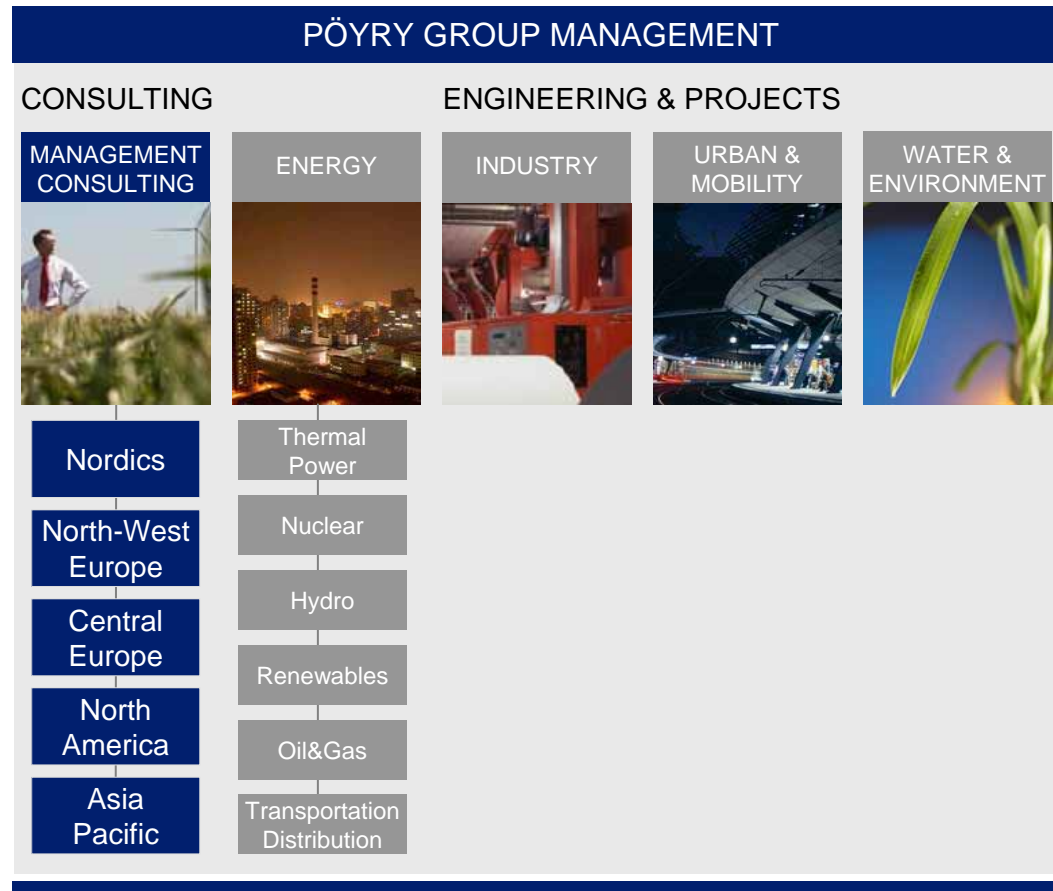 PÖYRY GROUP MANAGEMENT
CONSULTING
ENGINEERING & PROJECTS
MANAGEMENT
CONSULTING
ENERGY
INDUSTRY
URBAN &
MOBILITY
WATER &
ENVIRONMENT
Nordics
North-West
Europe
Central
Europe
North
America
Asia
Pacific
Thermal
Power
Nuclear
Hydro
Renewables
Oil&Gas
Transportation
Distribution